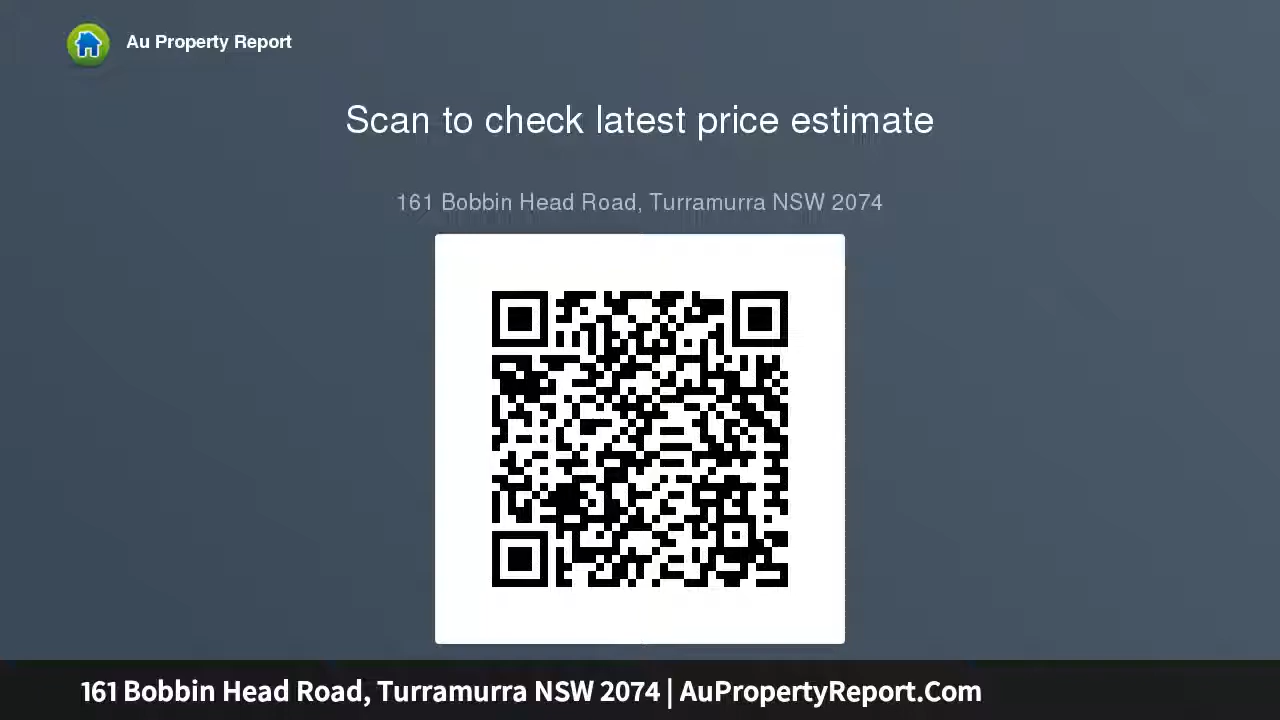 Au Property Report
Scan to check latest price estimate
161 Bobbin Head Road, Turramurra NSW 2074
161 Bobbin Head Road, Turramurra NSW 2074 | AuPropertyReport.Com